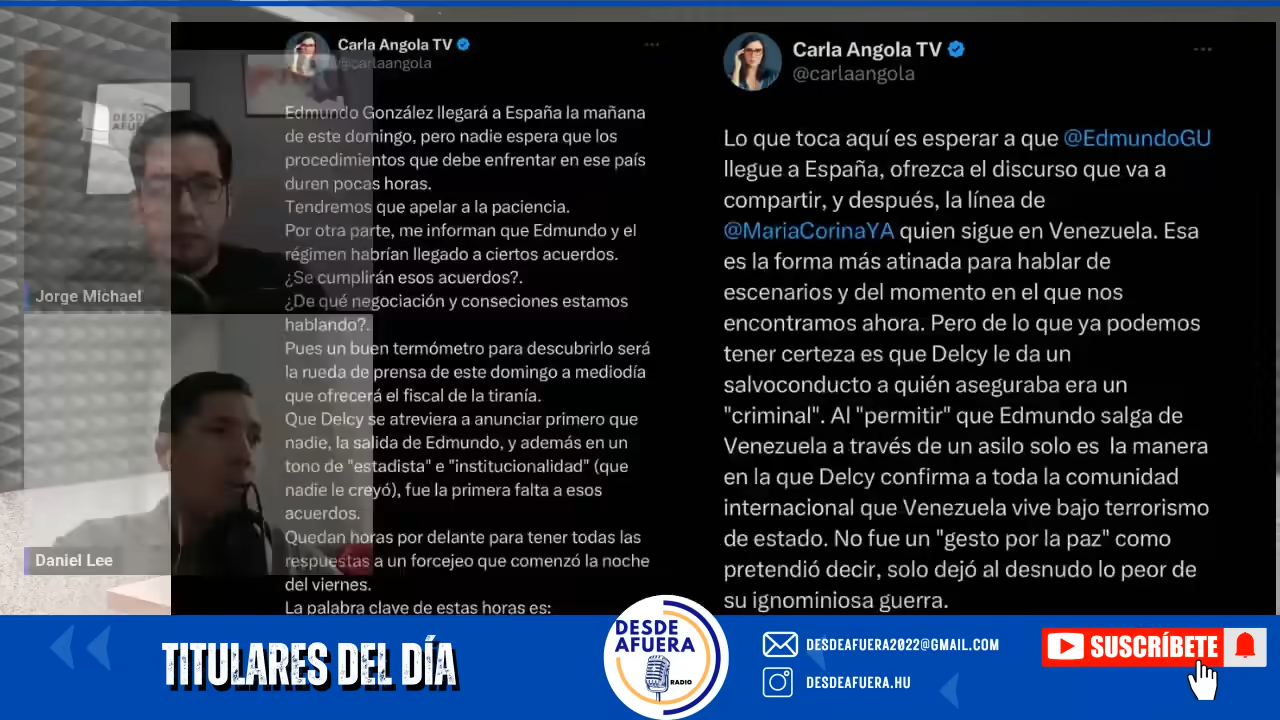 Carla Angola TV
@carlaangola
Edmundo González llegará a España la mañana
de este domingo, pero nadie espera que los
procedimientos que debe enfrentar en ese país
duren pocas horas.
Tendremos que apelar a la paciencia.
Por otra parte, me informan que Edmundo y el
régimen habrían llegado a ciertos acuerdos.
¿Se cumplirán esos acuerdos?.
¿De qué negociación y conseciones estamos
hablando?.
Pues un buen termómetro para descubrirlo será
la rueda de prensa de este domingo a mediodía
que ofrecerá el fiscal de la tiranía.
Que Delcy se atreviera a anunciar primero que
nadie, la salida de Edmundo, y además en un
tono de "estadista" e "institucionalidad" (que
nadie le creyó), fue la primera falta a esos
acuerdos.
Quedan horas por delante para tener todas las
respuestas a un forcejeo que comenzó la noche
del viernes.
La palabra clave de estas horas es:
Carla Angola TV
@carlaangola
Lo que toca aquí es esperar a que @EdmundoGU
llegue a España, ofrezca el discurso que va a
compartir, y después, la línea de
@MariaCorinaYA quien sigue en Venezuela. Esa
es la forma más atinada para hablar de
escenarios y del momento en el que nos
encontramos ahora. Pero de lo que ya podemos
tener certeza es que Delcy le da un
salvoconducto a quién aseguraba era un
"criminal". Al "permitir" que Edmundo salga de
Venezuela a través de un asilo solo es la manera
en la que Delcy confirma a toda la comunidad
internacional que Venezuela vive bajo terrorismo
de estado. No fue un "gesto por la paz" como
pretendió decir, solo dejó al desnudo lo peor de
su ignominiosa guerra.
DESDE
AFUERA
Jorge Michael
Daniel Lee
TITULARES DEL DÍA
DESDE
AFUERA
RADIO
DESDEAFUERA2022@GMAIL.COM
DESDEAFUERA.HU
SUSCRÍBETE